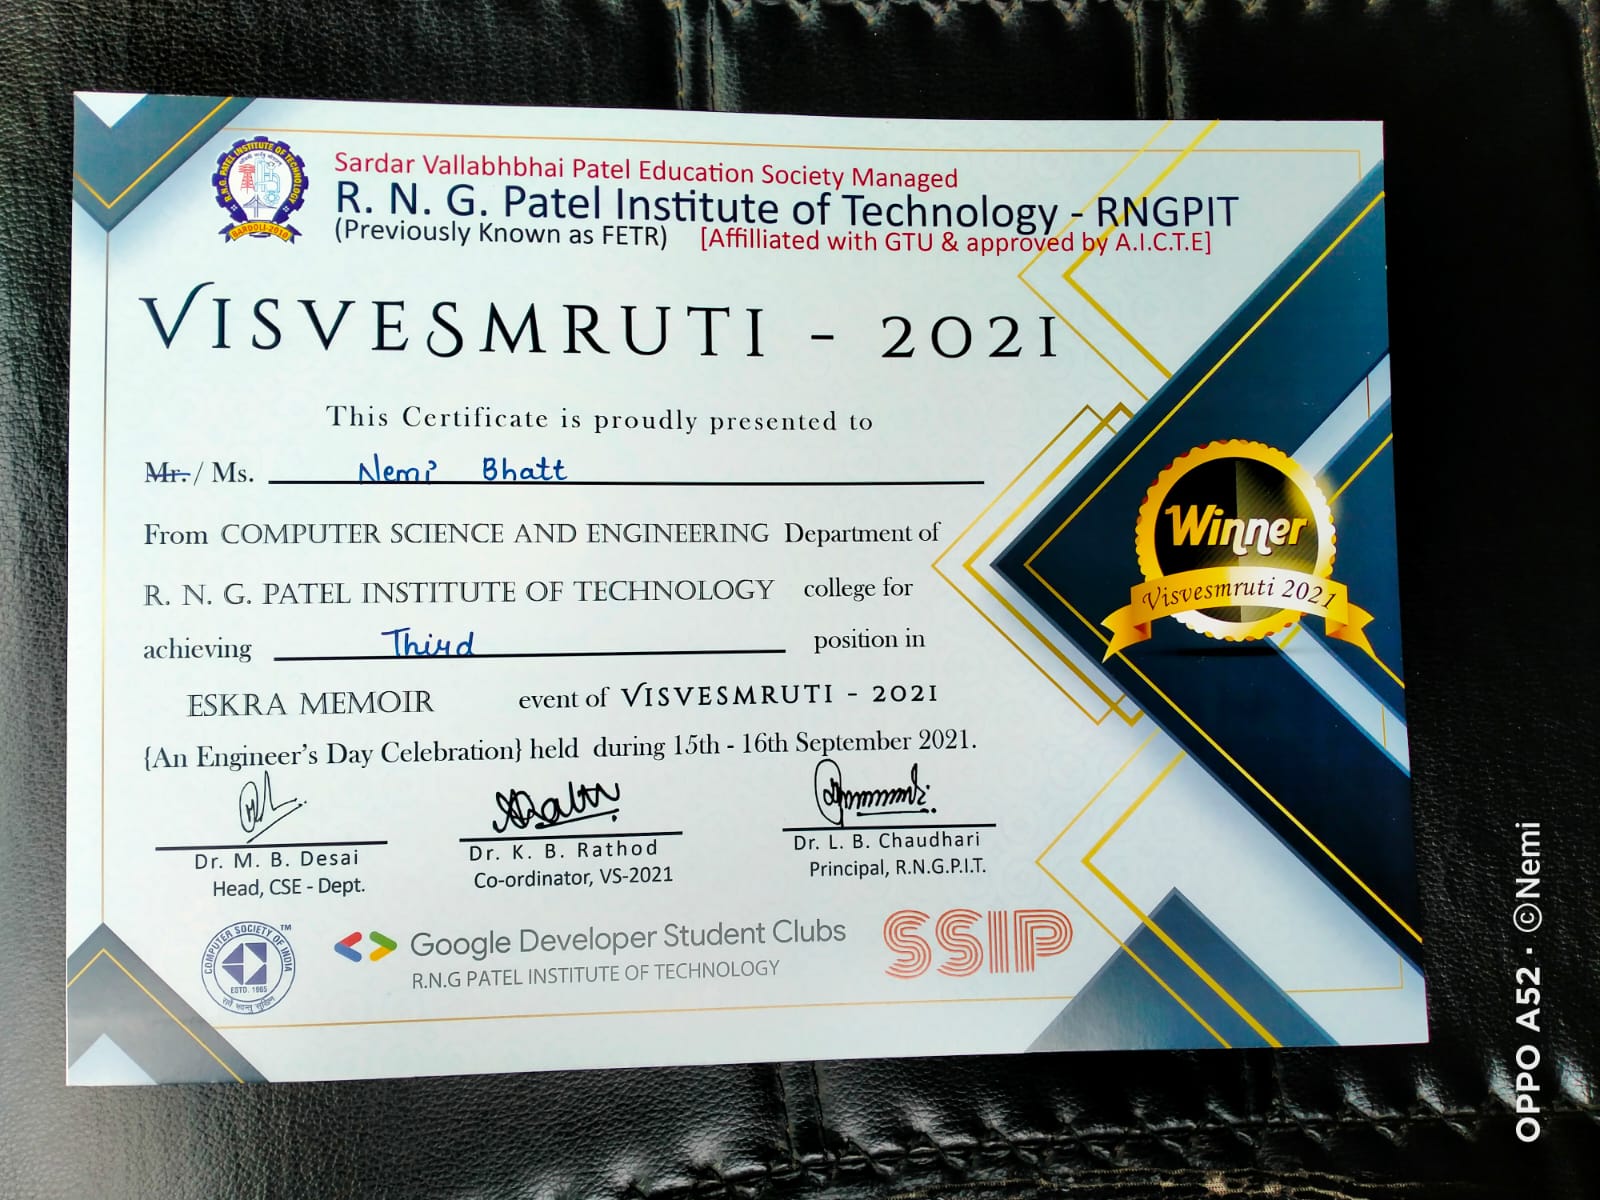 Sardar Vallabhbhai Patel Education Society Managed
R. N. G. Patel Institute of Technology - RNGPIT
(Previously Known as FETR) [Affilliated with GTU & approved by A.I.C.T.E]
R.N.G. PATEL INSTITUTE OF TECHNOLOGY
BARDOLI-2010
VISVESMRUTI - 2021
This Certificate is proudly presented to
Mr. / Ms. Nemi Bhatt
From COMPUTER SCIENCE AND ENGINEERING Department of
R. N. G. PATEL INSTITUTE OF TECHNOLOGY college for
achieving Third position in
ESKRA MEMOIR event of VISVESMRUTI - 2021
{An Engineer's Day Celebration} held during 15th - 16th September 2021.
Winner
Visvesmruti 2021
Dr. M. B. Desai
Head, CSE - Dept.
Dr. K. B. Rathod
Co-ordinator, VS-2021
Dr. L. B. Chaudhari
Principal, R.N.G.P.I.T.
COMPUTER SOCIETY OF INDIA
TM
ESTD. 1965
Google Developer Student Clubs
R.N.G PATEL INSTITUTE OF TECHNOLOGY
SSIP
OPPO A52 · ©Nemi